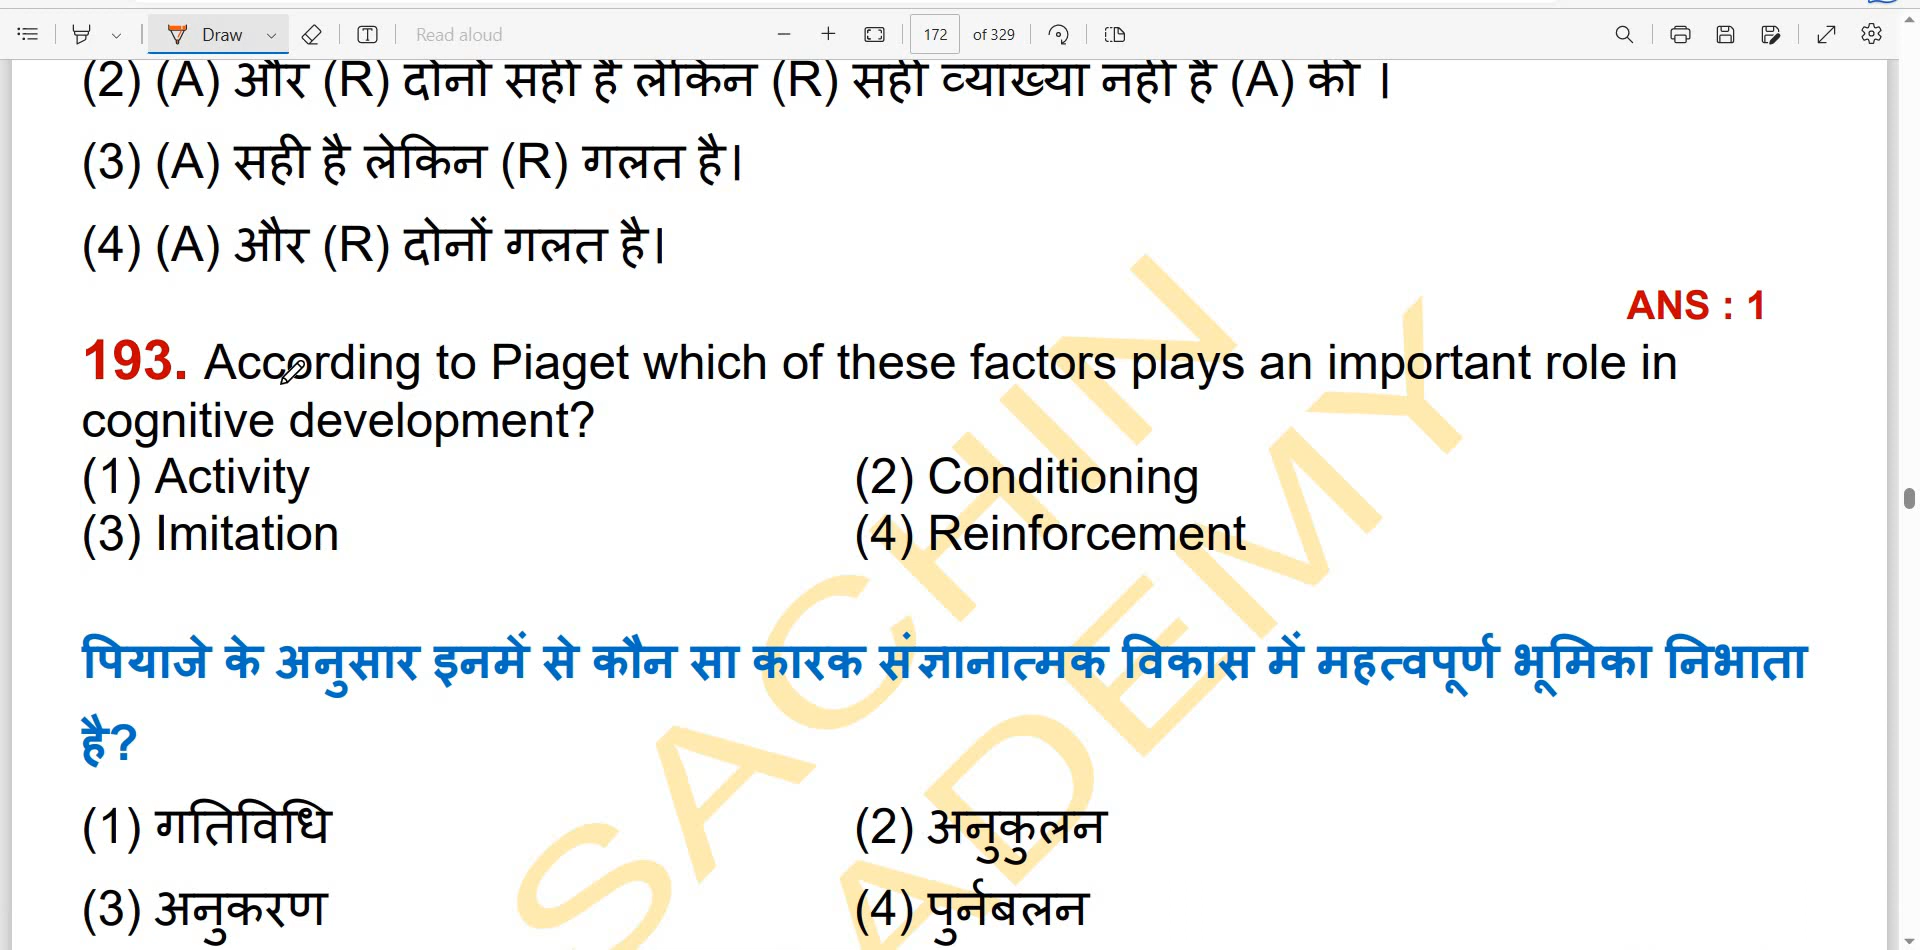 Draw
Read aloud
172 of 329
(2) (A) और (R) दोनों सही है लेकिन (R) सही व्याख्या नहीं है (A) की ।
(3) (A) सही है लेकिन (R) गलत है।
(4) (A) और (R) दोनों गलत है।
ANS : 1
193. According to Piaget which of these factors plays an important role in
cognitive development?
(1) Activity (2) Conditioning
(3) Imitation (4) Reinforcement
पियाजे के अनुसार इनमें से कौन सा कारक संज्ञानात्मक विकास में महत्वपूर्ण भूमिका निभाता
है?
(1) गतिविधि (2) अनुकुलन
(3) अनुकरण (4) पुर्नबलन
SACHIN
ADEMY